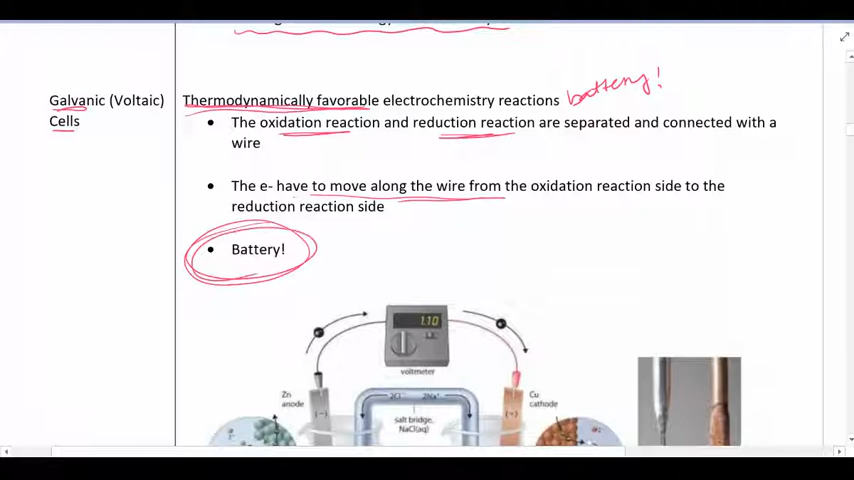 Galvanic (Voltaic)
Cells
Thermodynamically favorable electrochemistry reactions
battery!
• The oxidation reaction and reduction reaction are separated and connected with a
wire
• The e- have to move along the wire from the oxidation reaction side to the
reduction reaction side
• Battery!
1.10
voltmeter
Zn
anode
(−)
2Cl⁻
2Na⁺
salt bridge,
NaCl(aq)
Cu
cathode
(+)